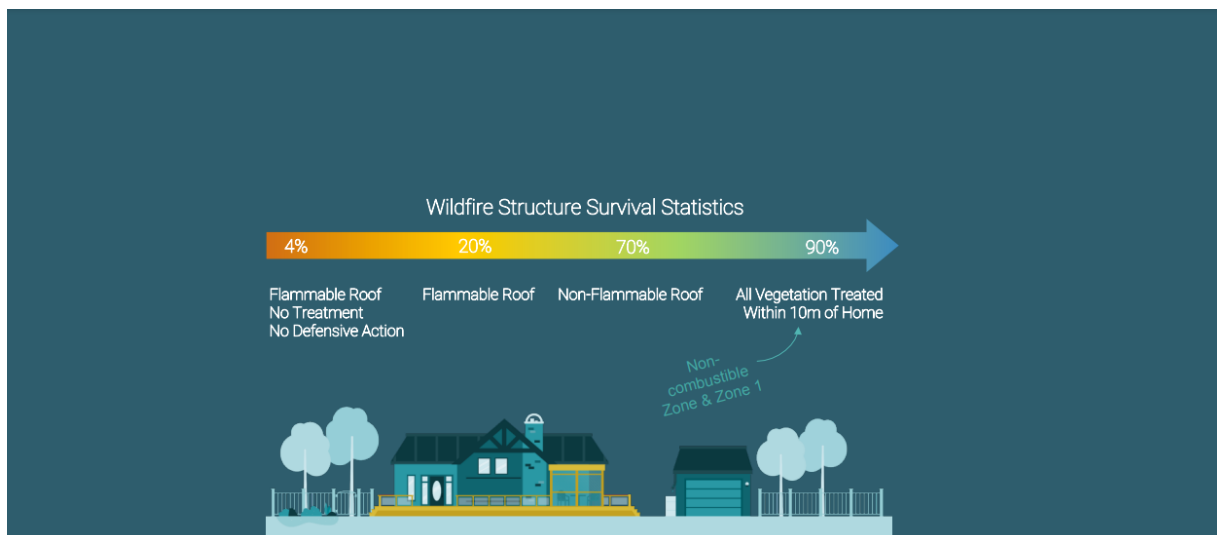 Wildfire Structure Survival Statistics
4%
20%
70%
90%
Flammable Roof
No Treatment
No Defensive Action
Flammable Roof
Non-Flammable Roof
All Vegetation Treated
Within 10m of Home
Non-
combustible
Zone & Zone 1